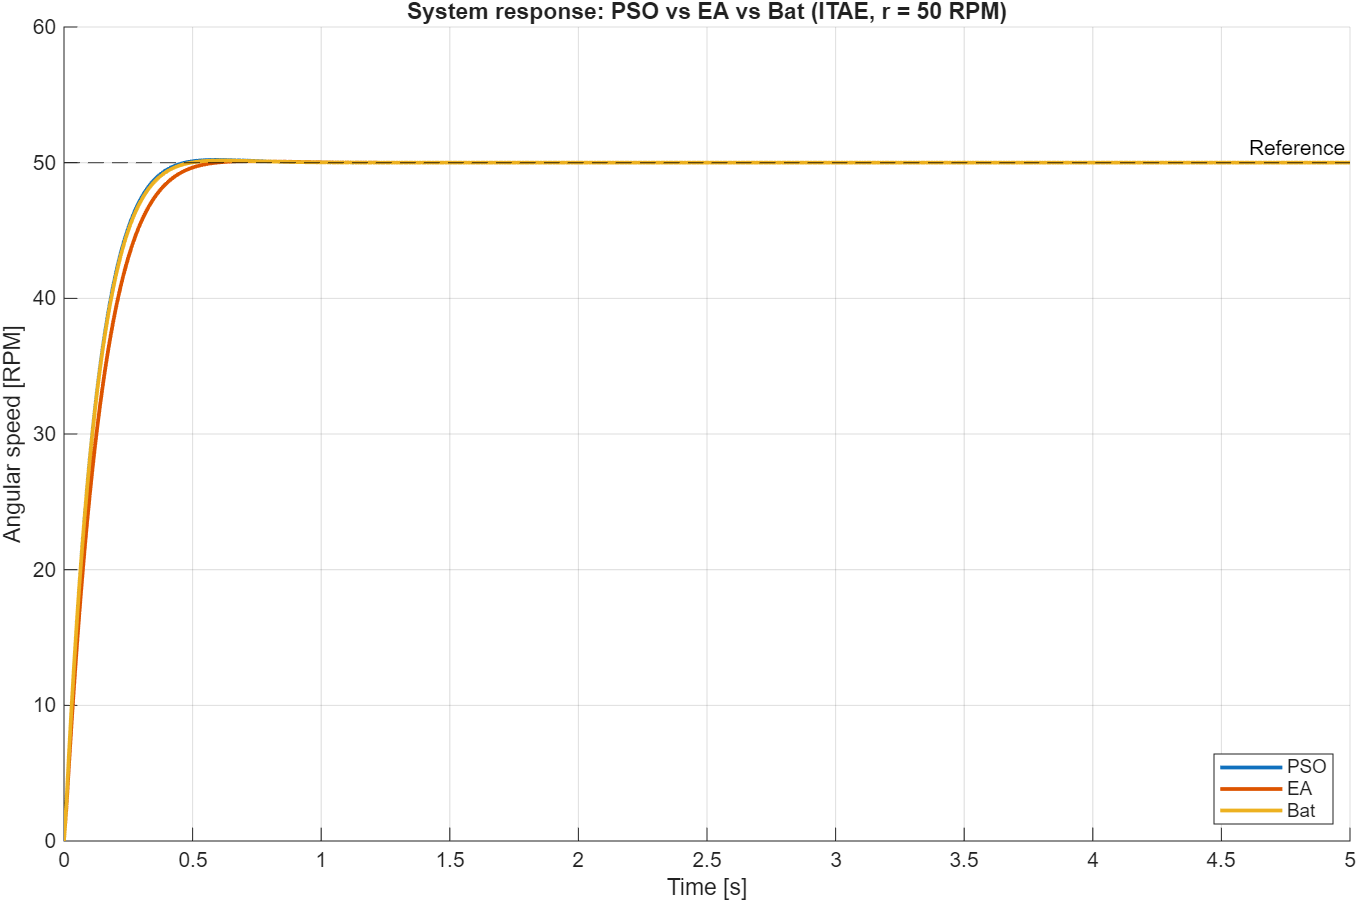 System response: PSO vs EA vs Bat (ITAE, r = 50 RPM)
60
50
40
30
20
10
0
Angular speed [RPM]
Reference
PSO
EA
Bat
0 0.5 1 1.5 2 2.5 3 3.5 4 4.5 5
Time [s]